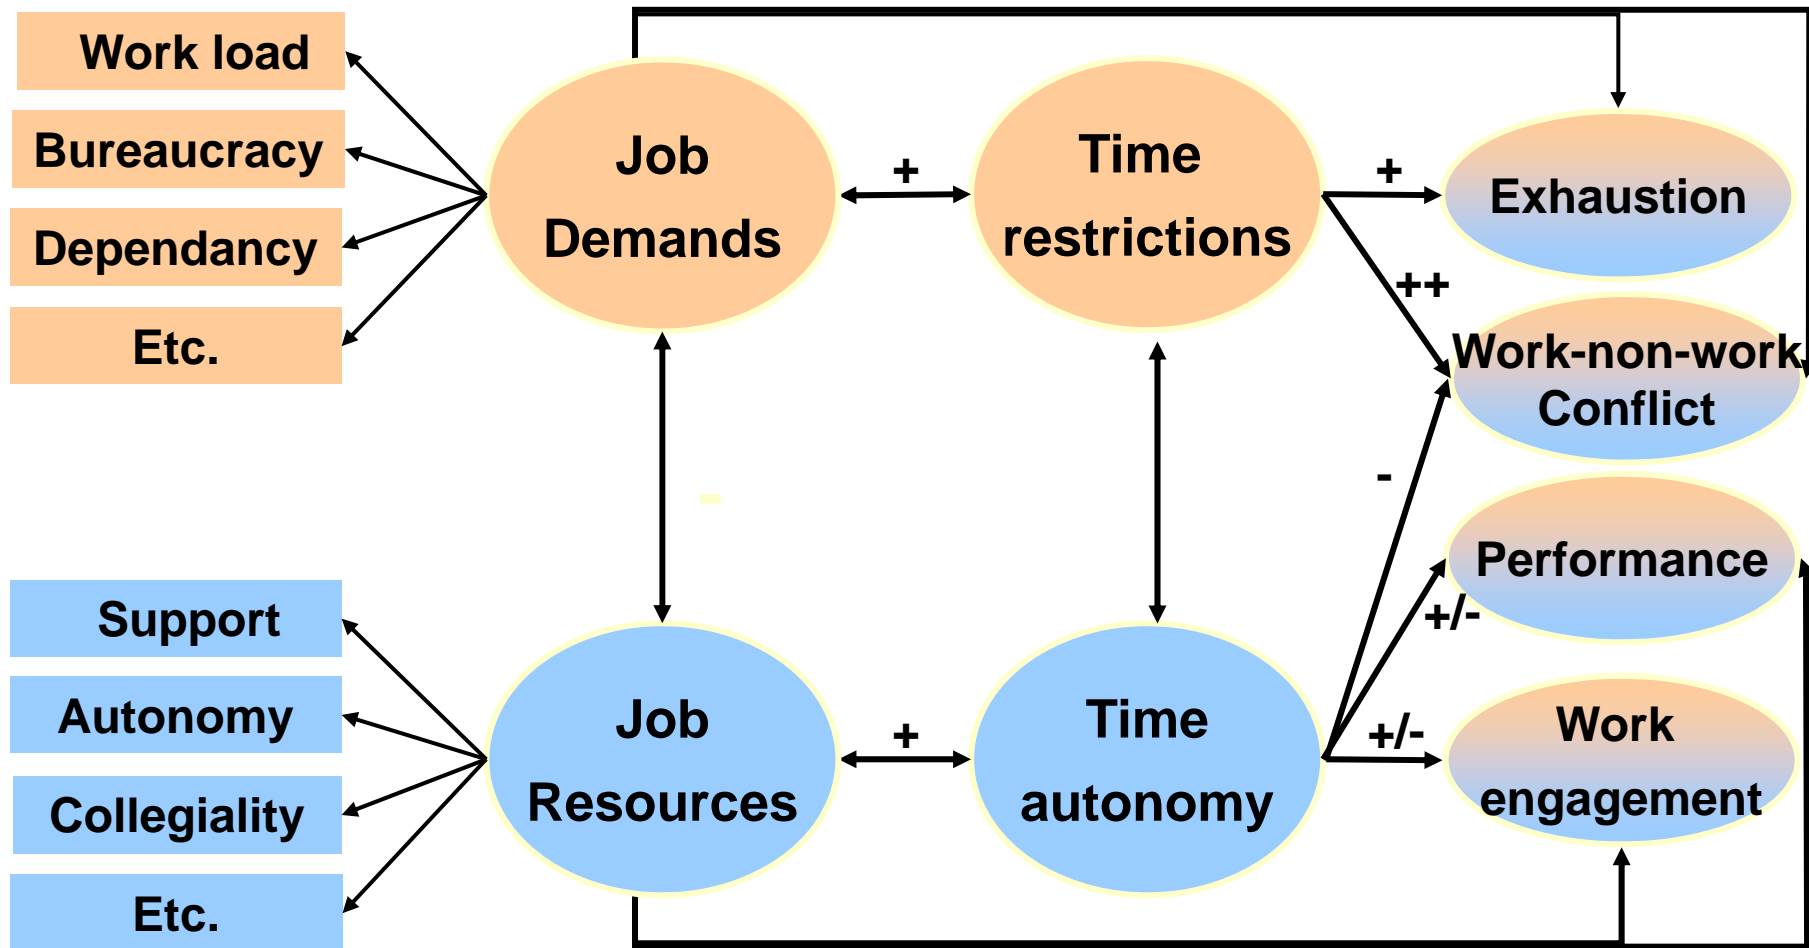 Work load
Bureaucracy
Dependancy
Etc.
Job
Demands
+
Time
restrictions
+
++
Exhaustion
Work-non-work
Conflict
-
-
Performance
+/-
Support
Autonomy
Collegiality
Etc.
Job
Resources
+
Time
autonomy
+/-
Work
engagement